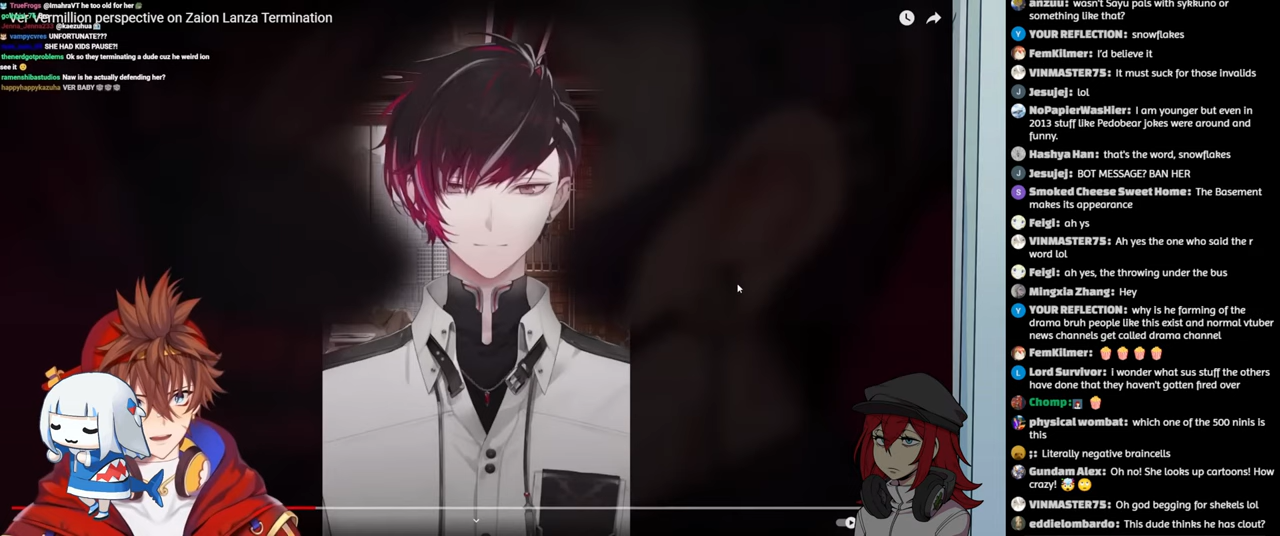 Ver Vermillion perspective on Zaion Lanza Termination
TrueFrogs @ImahraVT he too old for her
@kaezuhua
vampycvres UNFORTUNATE???
SHE HAD KIDS PAUSE?!
thenerdgotproblems Ok so they terminating a dude cuz he weird ion
see it
ramenshibastudios Naw is he actually defending her?
happyhappykazuha VER BABY
anzuu: wasn't Sayu pals with sykkuno or
something like that?
YOUR REFLECTION: snowflakes
FemKilmer: I'd believe it
VINMASTER75: It must suck for those invalids
Jesujej: lol
NoPapierWasHier: I am younger but even in
2013 stuff like Pedobear jokes were around and
funny.
Hashya Han: that's the word, snowflakes
Jesujej: BOT MESSAGE? BAN HER
Smoked Cheese Sweet Home: The Basement
makes its appearance
Feigi: ah ys
VINMASTER75: Ah yes the one who said the r
word lol
Feigi: ah yes, the throwing under the bus
Mingxia Zhang: Hey
YOUR REFLECTION: why is he farming of the
drama bruh people like this exist and normal vtuber
news channels get called drama channel
FemKilmer: 🍿 🍿 🍿 🍿
Lord Survivor: i wonder what sus stuff the others
have done that they haven't gotten fired over
Chomp: 🍿
physical wombat: which one of the 500 ninis is
this
;: Literally negative braincells
Gundam Alex: Oh no! She looks up cartoons! How
crazy! 🤯 🙄
VINMASTER75: Oh god begging for shekels lol
eddielombardo: This dude thinks he has clout?